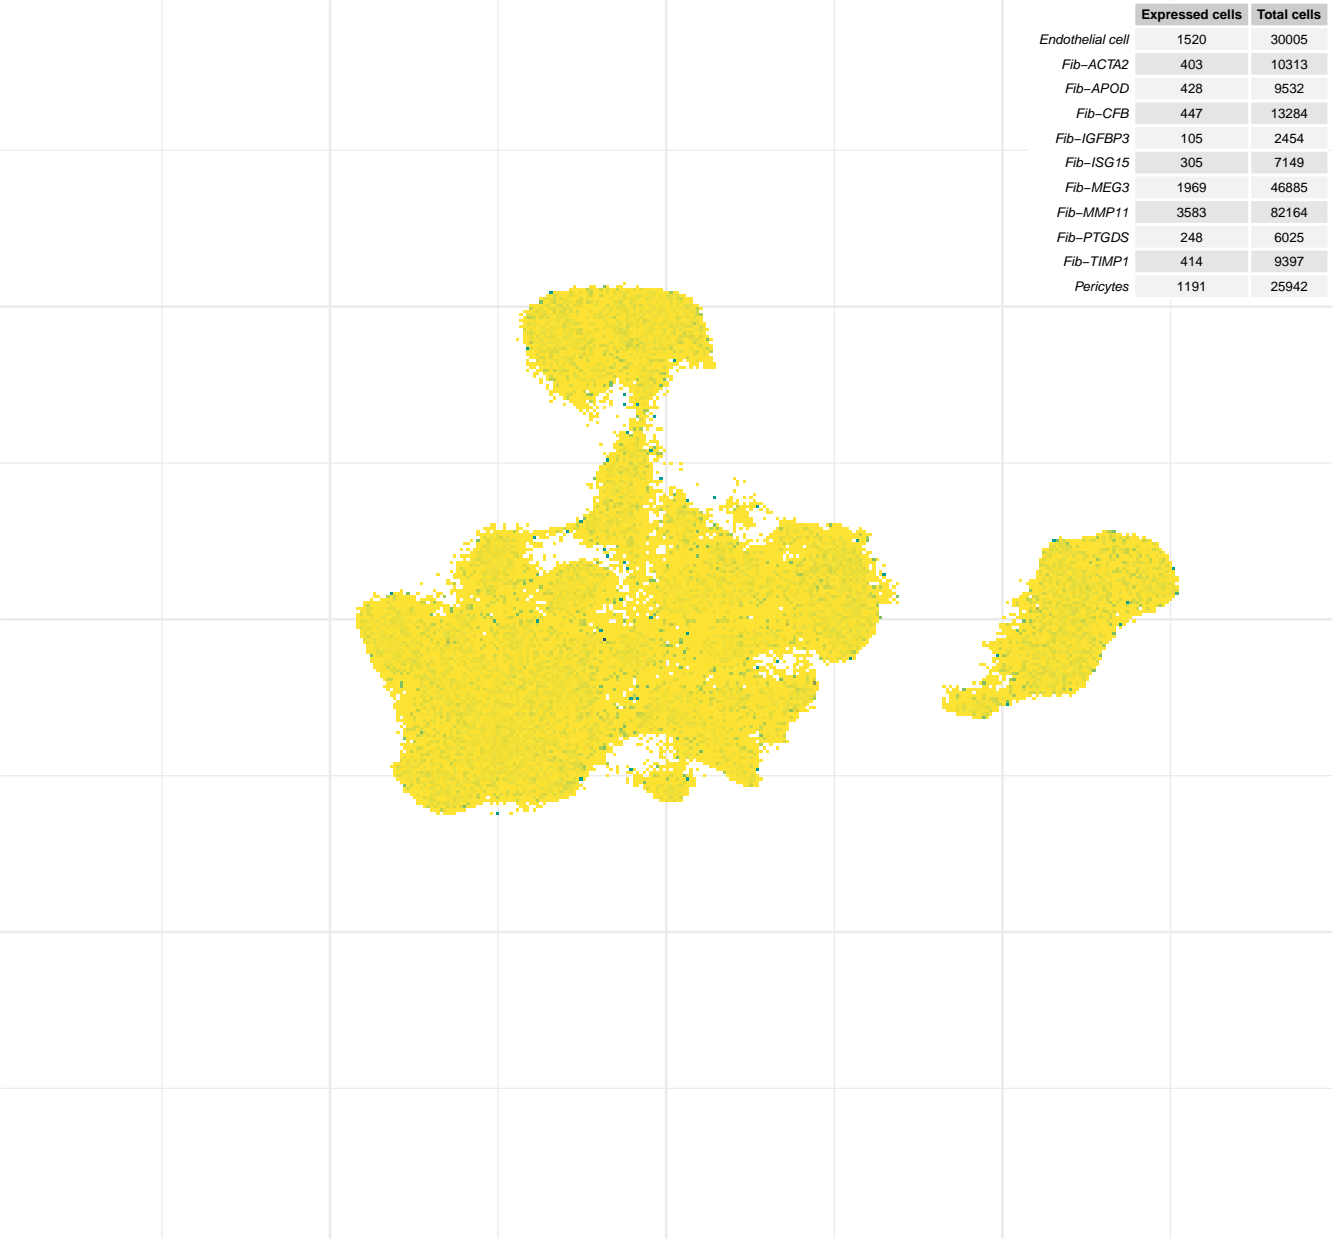 Expressed cells Total cells
Endothelial cell 1520 30005
Fib−ACTA2 403 10313
Fib−APOD 428 9532
Fib−CFB 447 13284
Fib−IGFBP3 105 2454
Fib−ISG15 305 7149
Fib−MEG3 1969 46885
Fib−MMP11 3583 82164
Fib−PTGDS 248 6025
Fib−TIMP1 414 9397
Pericytes 1191 25942